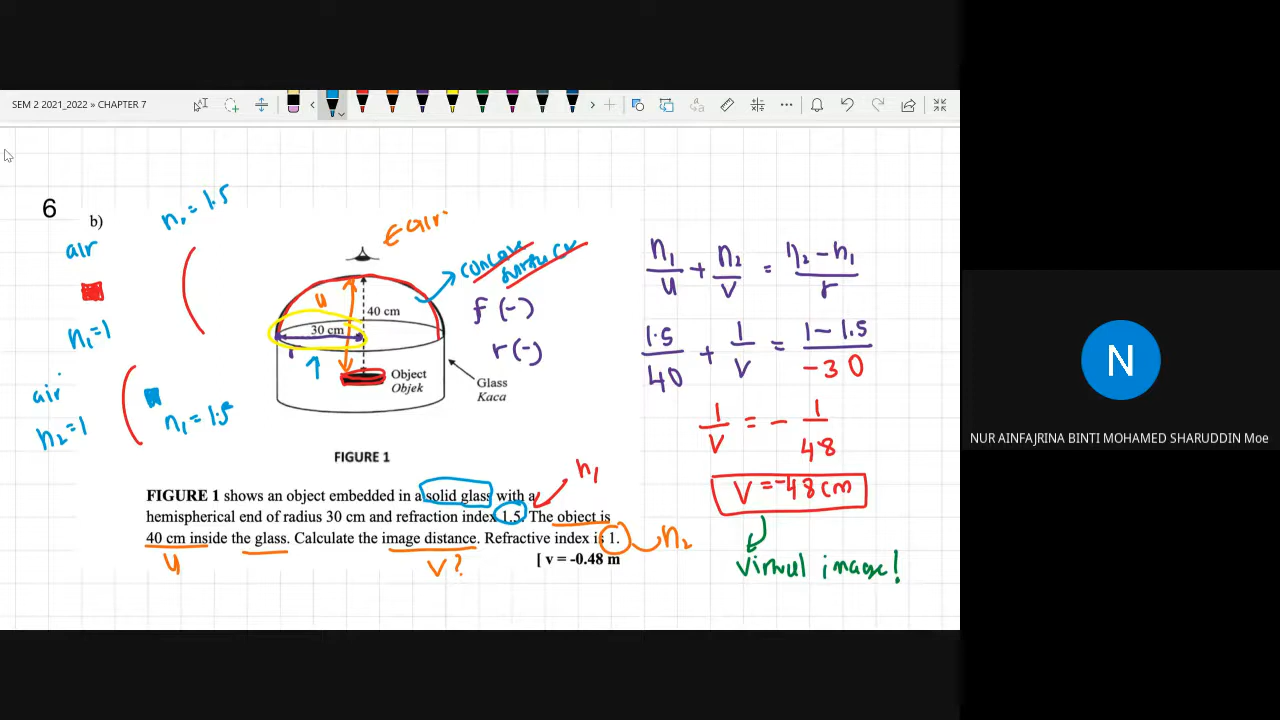 SEM 2 2021_2022 » CHAPTER 7
6
b)
air
n₁ = 1
n₂ = 1.5
air
n₂ = 1
n₁ = 1.5
air
concave
surface
f (-)
r (-)
u
40 cm
30 cm
r
Object
Objek
Glass
Kaca
FIGURE 1
FIGURE 1 shows an object embedded in a solid glass with a
hemispherical end of radius 30 cm and refraction index 1.5. The object is
40 cm inside the glass. Calculate the image distance. Refractive index is 1.
[ v = -0.48 m
n₁
n₂
u
v?
n₁/u + n₂/v = n₂ - n₁/r
1.5/40 + 1/v = 1 - 1.5/-30
1/v = - 1/48
v = -48 cm
virtual image!
N
NUR AINFAJRINA BINTI MOHAMED SHARUDDIN Moe